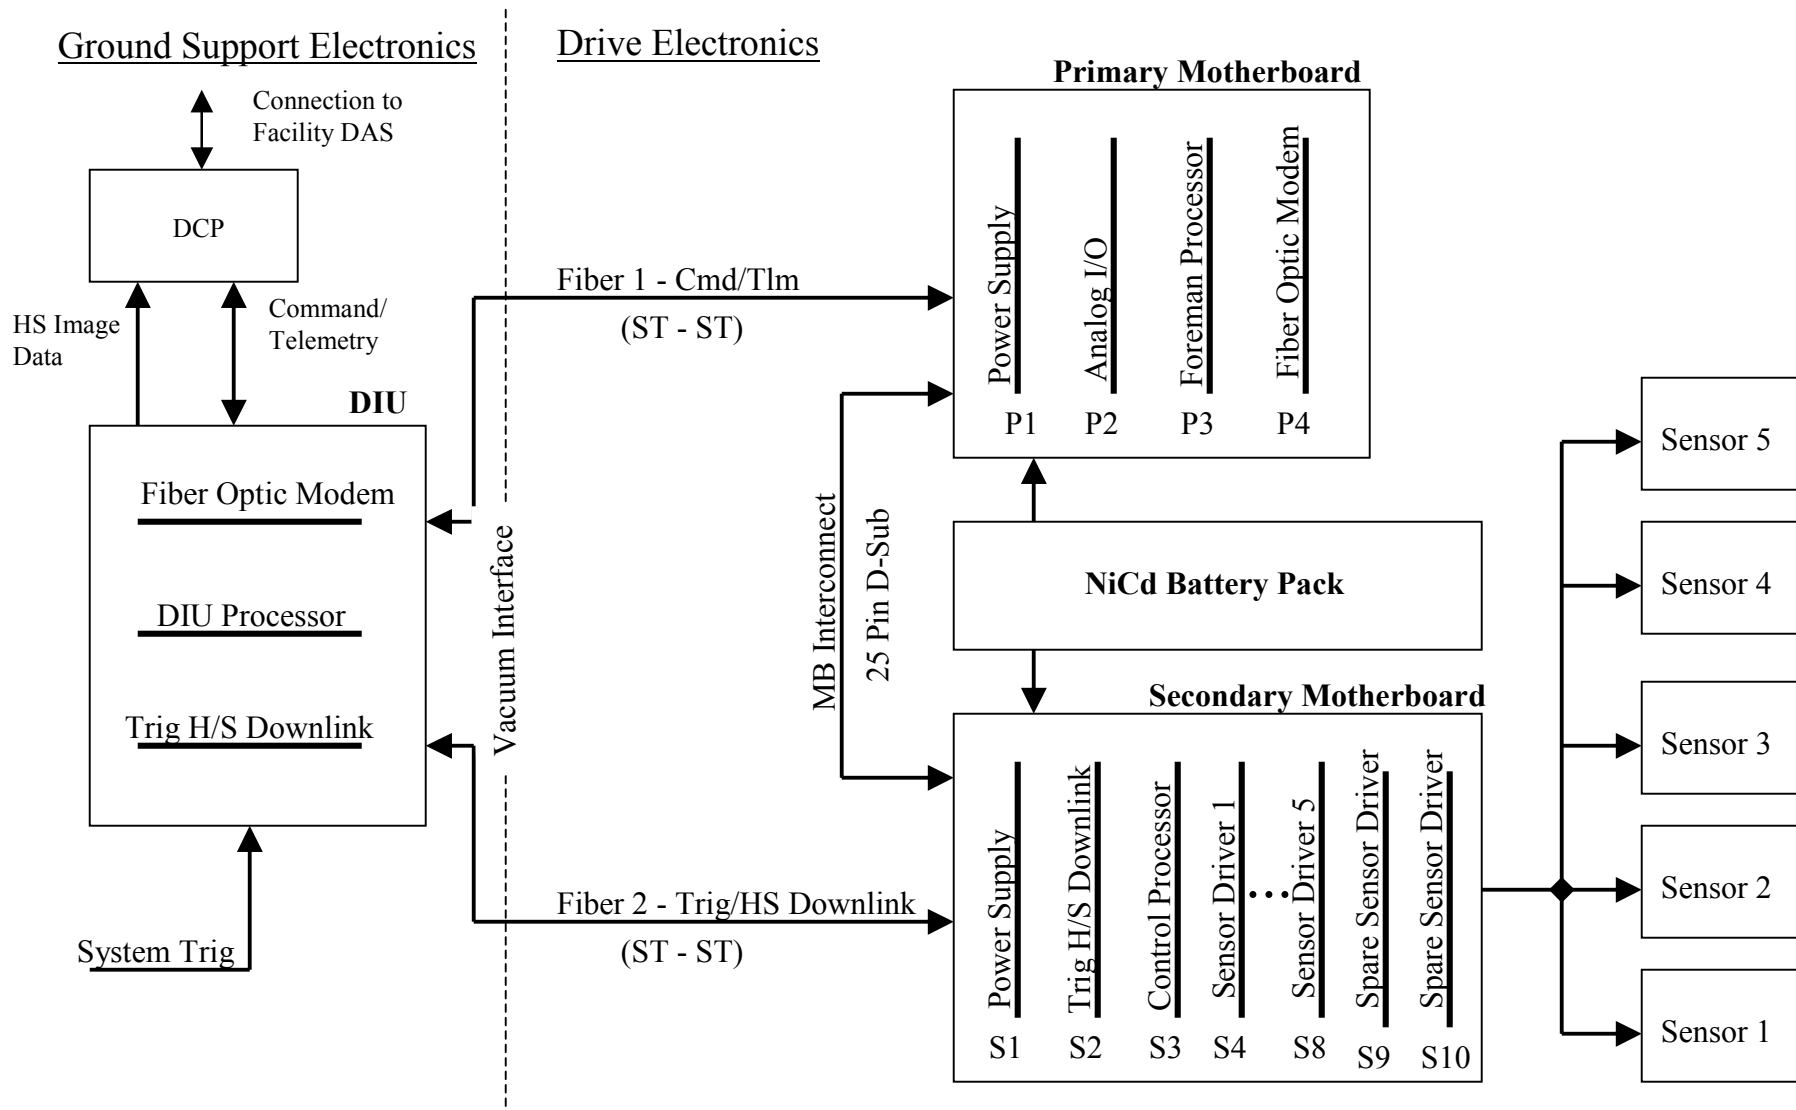 Ground Support Electronics
Drive Electronics
Connection to
Facility DAS
DCP
HS Image
Data
Command/
Telemetry
DIU
Fiber Optic Modem
DIU Processor
Trig H/S Downlink
System Trig
Vacuum Interface
Fiber 1 - Cmd/Tlm
(ST - ST)
MB Interconnect
25 Pin D-Sub
Fiber 2 - Trig/HS Downlink
(ST - ST)
Primary Motherboard
Power Supply
Analog I/O
Foreman Processor
Fiber Optic Modem
P1
P2
P3
P4
NiCd Battery Pack
Secondary Motherboard
Power Supply
Trig H/S Downlink
Control Processor
Sensor Driver 1
...
Sensor Driver 5
Spare Sensor Driver
Spare Sensor Driver
S1
S2
S3
S4
S8
S9
S10
Sensor 5
Sensor 4
Sensor 3
Sensor 2
Sensor 1